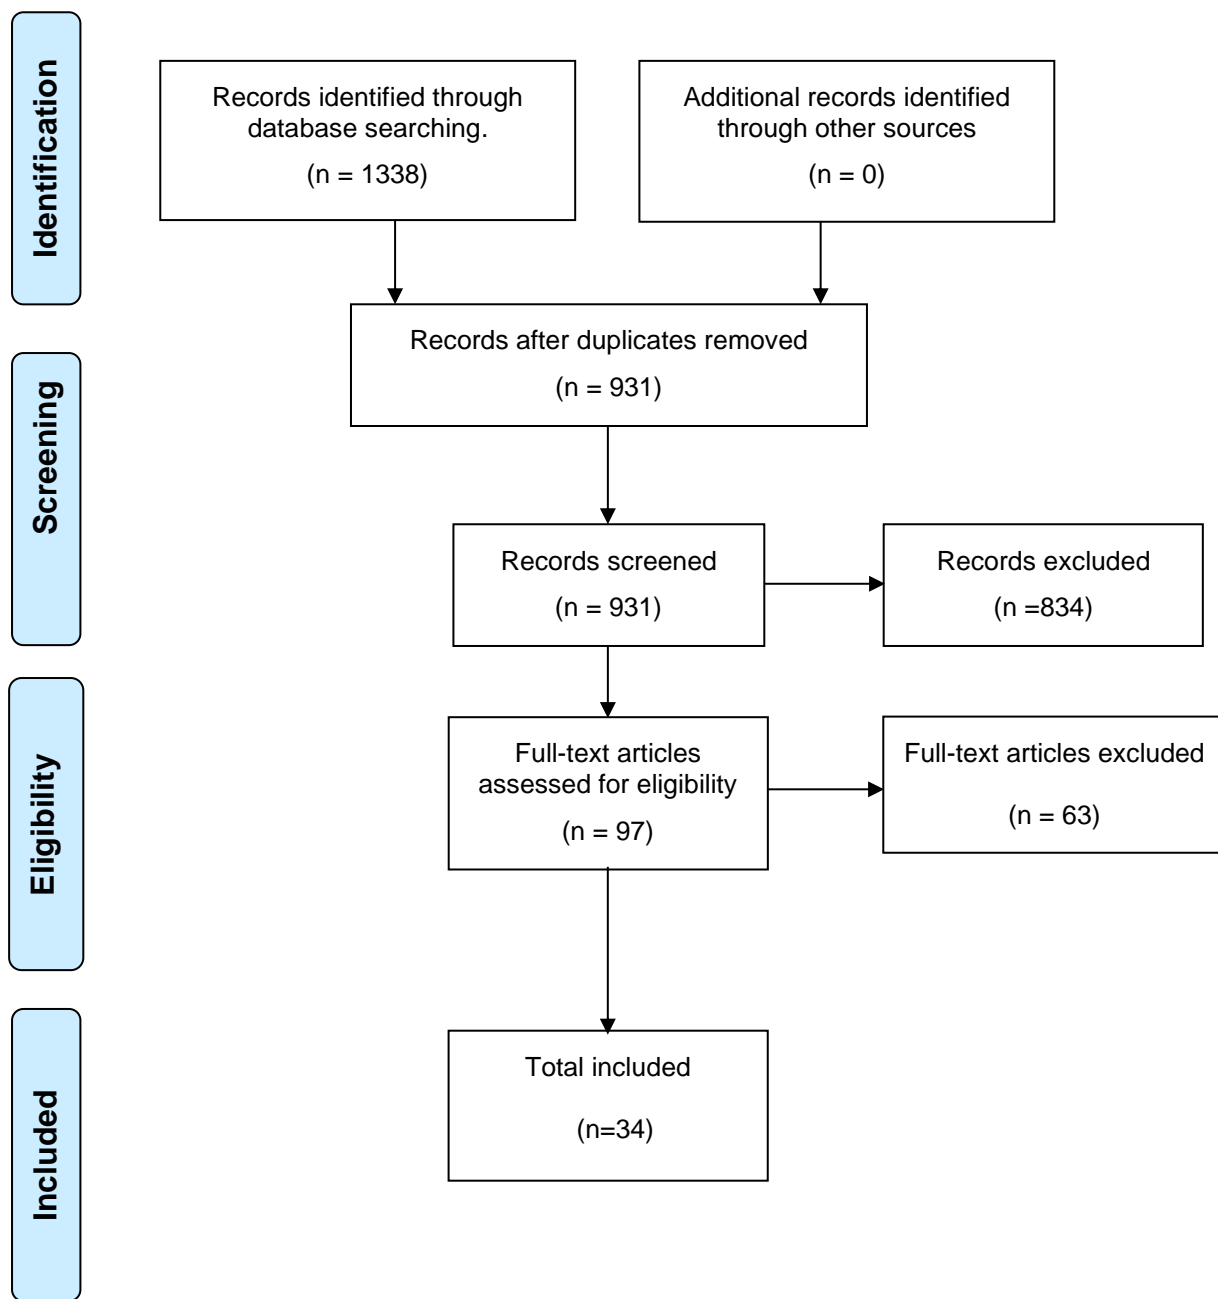 Identification
Records identified through
database searching.
(n = 1338)
Additional records identified
through other sources
(n = 0)
Records after duplicates removed
(n = 931)
Screening
Records screened
(n = 931)
Records excluded
(n =834)
Eligibility
Full-text articles
assessed for eligibility
(n = 97)
Full-text articles excluded
(n = 63)
Included
Total included
(n=34)